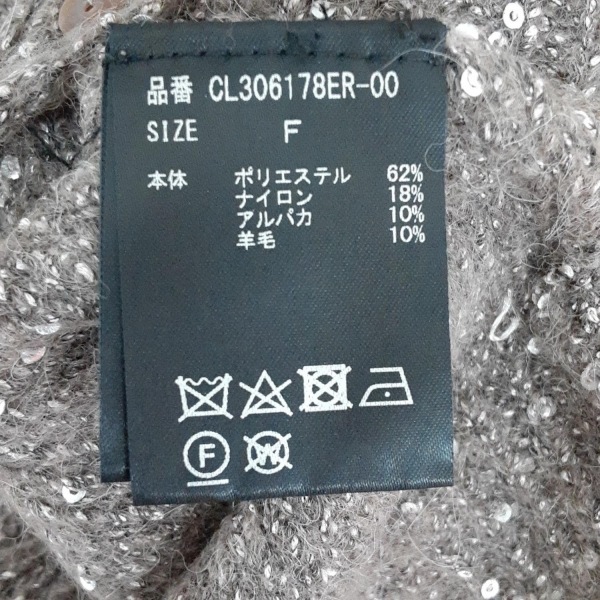 品番 CL306178ER-00
SIZE F
本体 ポリエステル 62%
ナイロン 18%
アルパカ 10%
羊毛 10%
F W